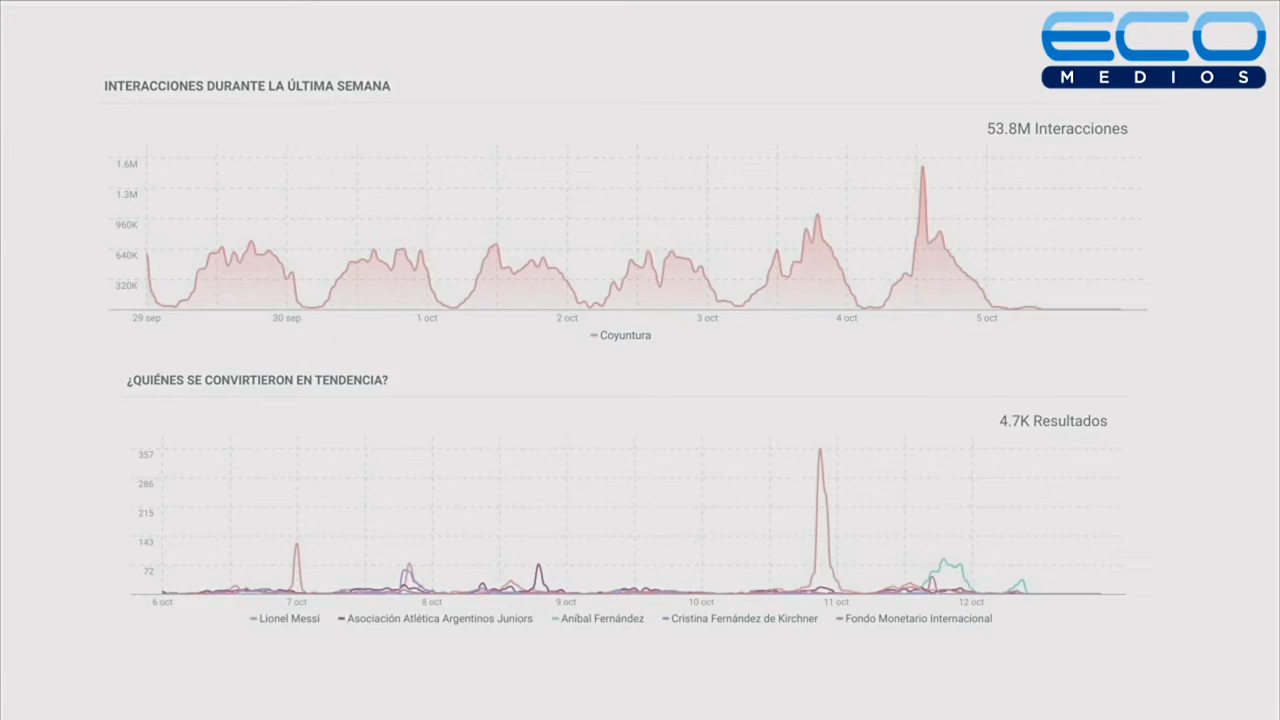 ECO
MEDIOS
INTERACCIONES DURANTE LA ÚLTIMA SEMANA
53.8M Interacciones
1.6M
1.3M
960K
640K
320K
29 sep 30 sep 1 oct 2 oct 3 oct 4 oct 5 oct
Coyuntura
¿QUIÉNES SE CONVIRTIERON EN TENDENCIA?
4.7K Resultados
357
286
215
143
72
6 oct 7 oct 8 oct 9 oct 10 oct 11 oct 12 oct
Lionel Messi Asociación Atlética Argentinos Juniors Aníbal Fernández Cristina Fernández de Kirchner Fondo Monetario Internacional